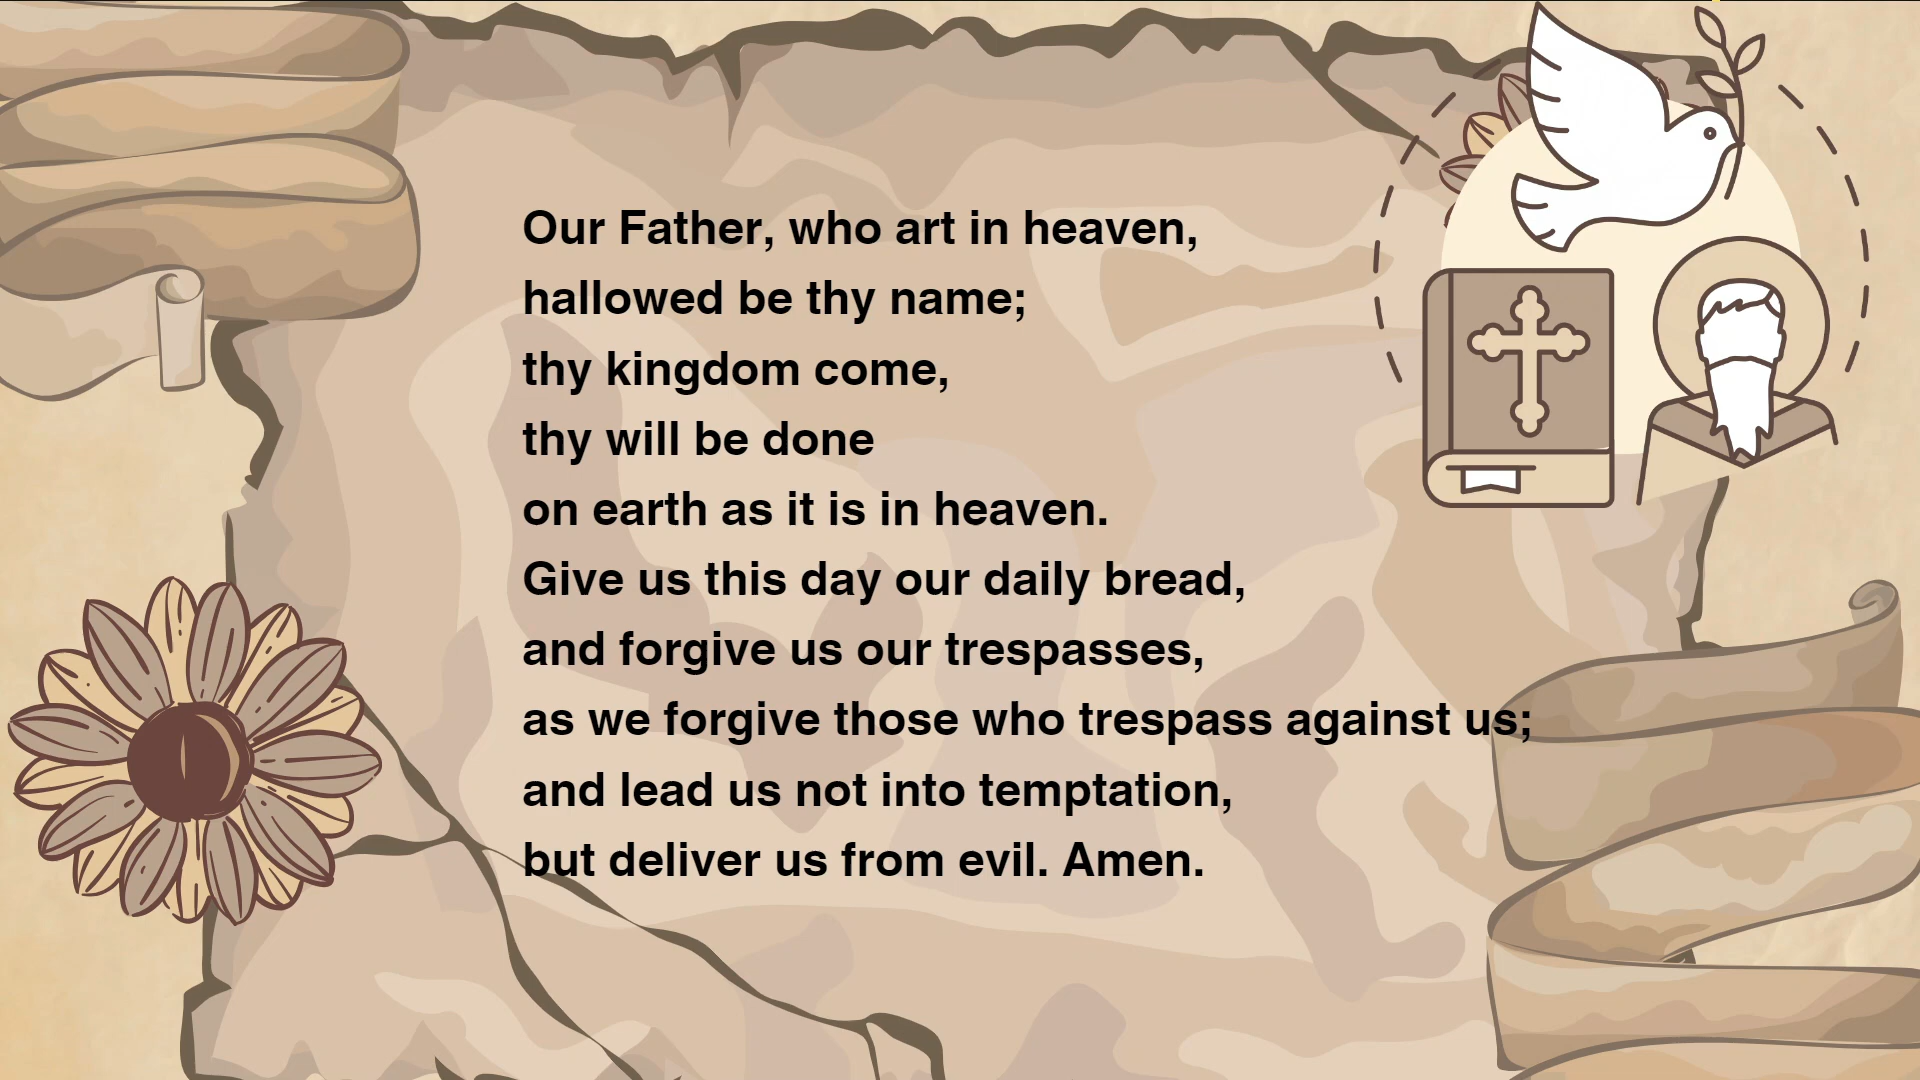 Our Father, who art in heaven,
hallowed be thy name;
thy kingdom come,
thy will be done
on earth as it is in heaven.
Give us this day our daily bread,
and forgive us our trespasses,
as we forgive those who trespass against us;
and lead us not into temptation,
but deliver us from evil. Amen.